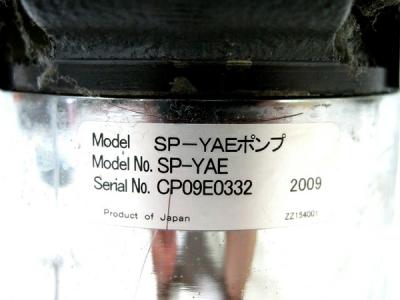 Model SP-YAEポンプ
Model No. SP-YAE
Serial No. CP09E0332 2009
Product of Japan ZZ154001